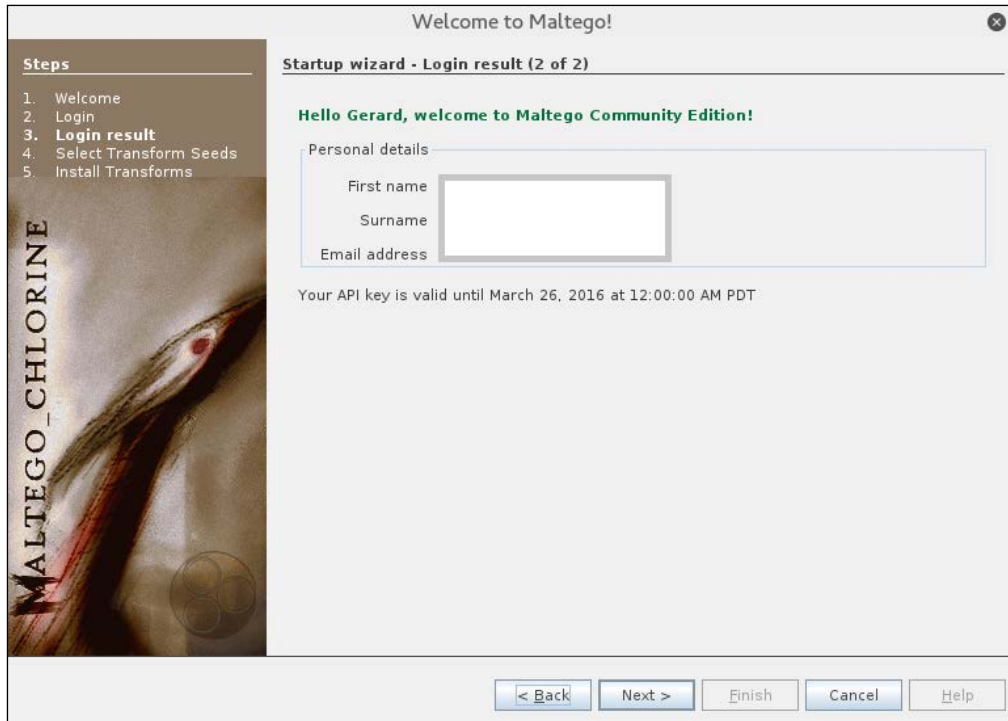 Welcome to Maltego!
Steps
1. Welcome
2. Login
3. Login result
4. Select Transform Seeds
5. Install Transforms
MALTEGO_CHLORINE
Startup wizard - Login result (2 of 2)
Hello Gerard, welcome to Maltego Community Edition!
Personal details
First name
Surname
Email address
Your API key is valid until March 26, 2016 at 12:00:00 AM PDT
< Back
Next >
Finish
Cancel
Help